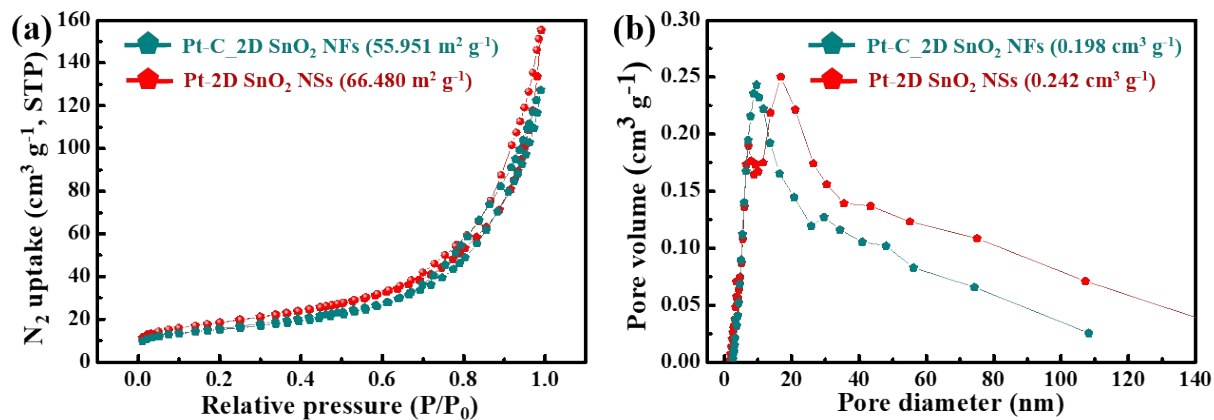 (a)
Pt-C_2D SnO₂ NFs (55.951 m² g⁻¹)
Pt-2D SnO₂ NSs (66.480 m² g⁻¹)
N₂ uptake (cm³ g⁻¹, STP)
160
140
120
100
80
60
40
20
0
0.0 0.2 0.4 0.6 0.8 1.0
Relative pressure (P/P₀)
(b)
Pt-C_2D SnO₂ NFs (0.198 cm³ g⁻¹)
Pt-2D SnO₂ NSs (0.242 cm³ g⁻¹)
Pore volume (cm³ g⁻¹)
0.30
0.25
0.20
0.15
0.10
0.05
0.00
0 20 40 60 80 100 120 140
Pore diameter (nm)